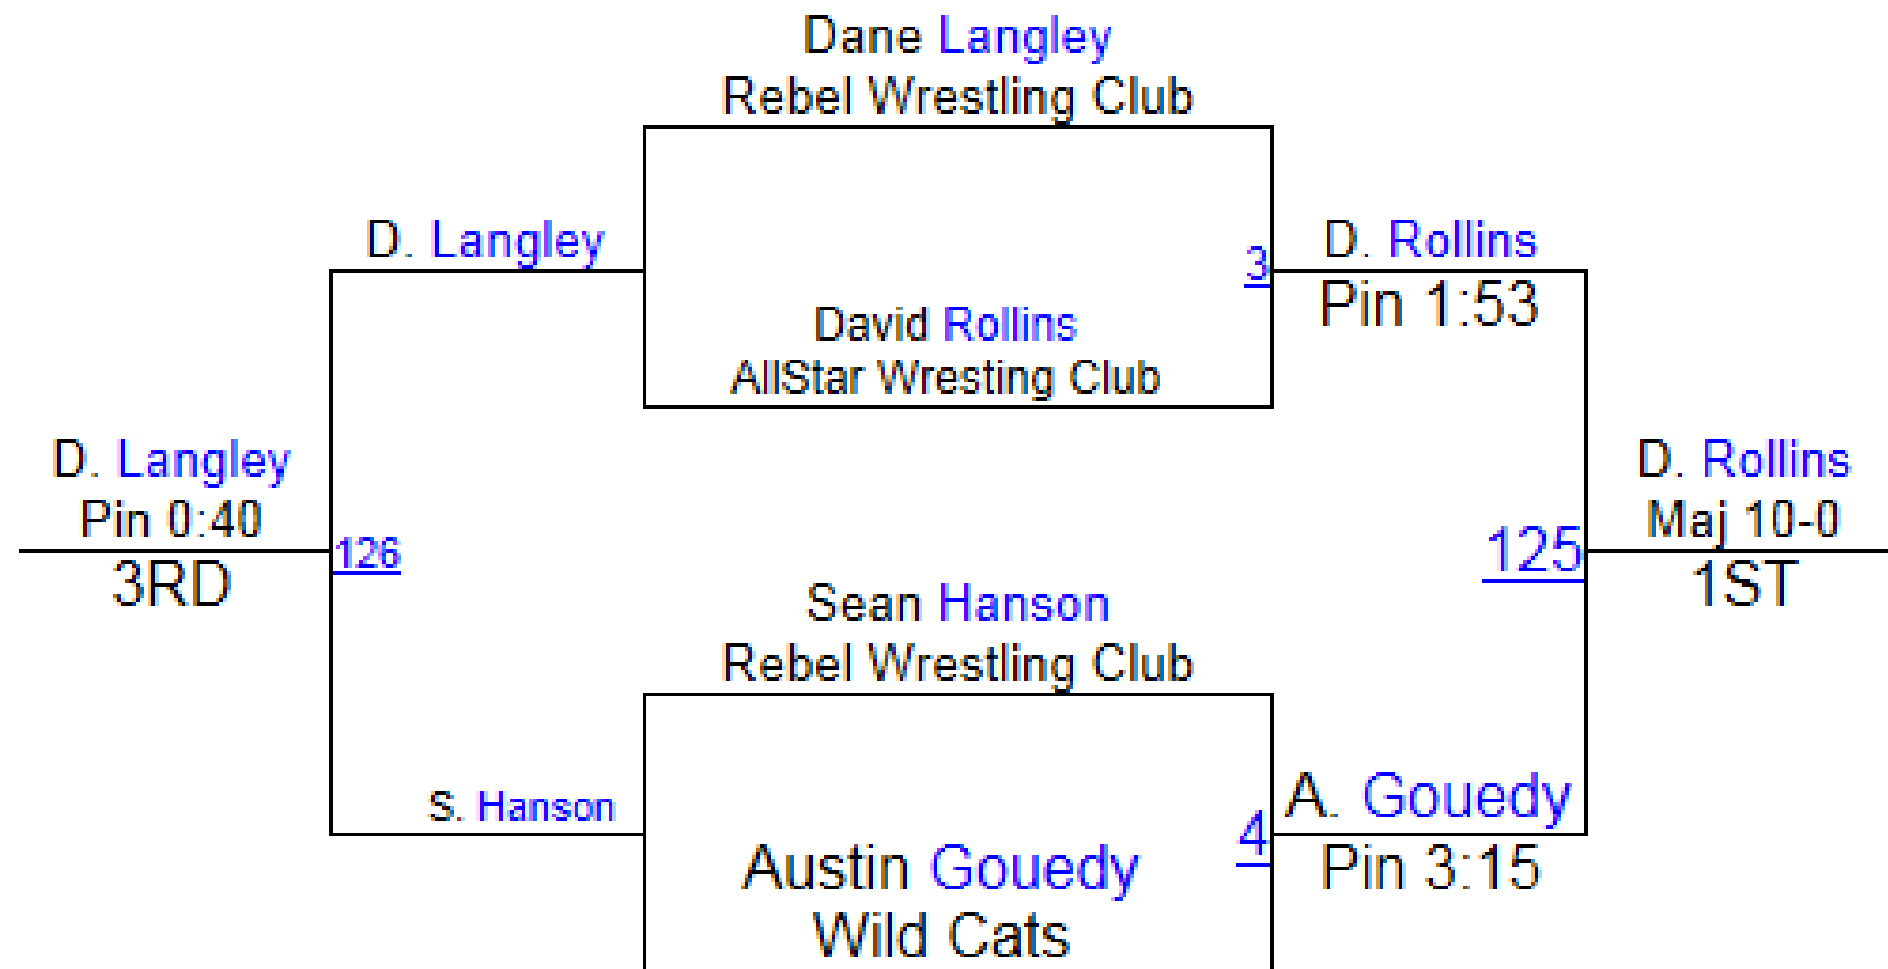 Dane Langley
Rebel Wrestling Club
D. Langley
3
D. Rollins
Pin 1:53
David Rollins
AllStar Wresting Club
D. Langley
Pin 0:40
3RD
126
125
D. Rollins
Maj 10-0
1ST
Sean Hanson
Rebel Wrestling Club
S. Hanson
4
A. Gouedy
Pin 3:15
Austin Gouedy
Wild Cats